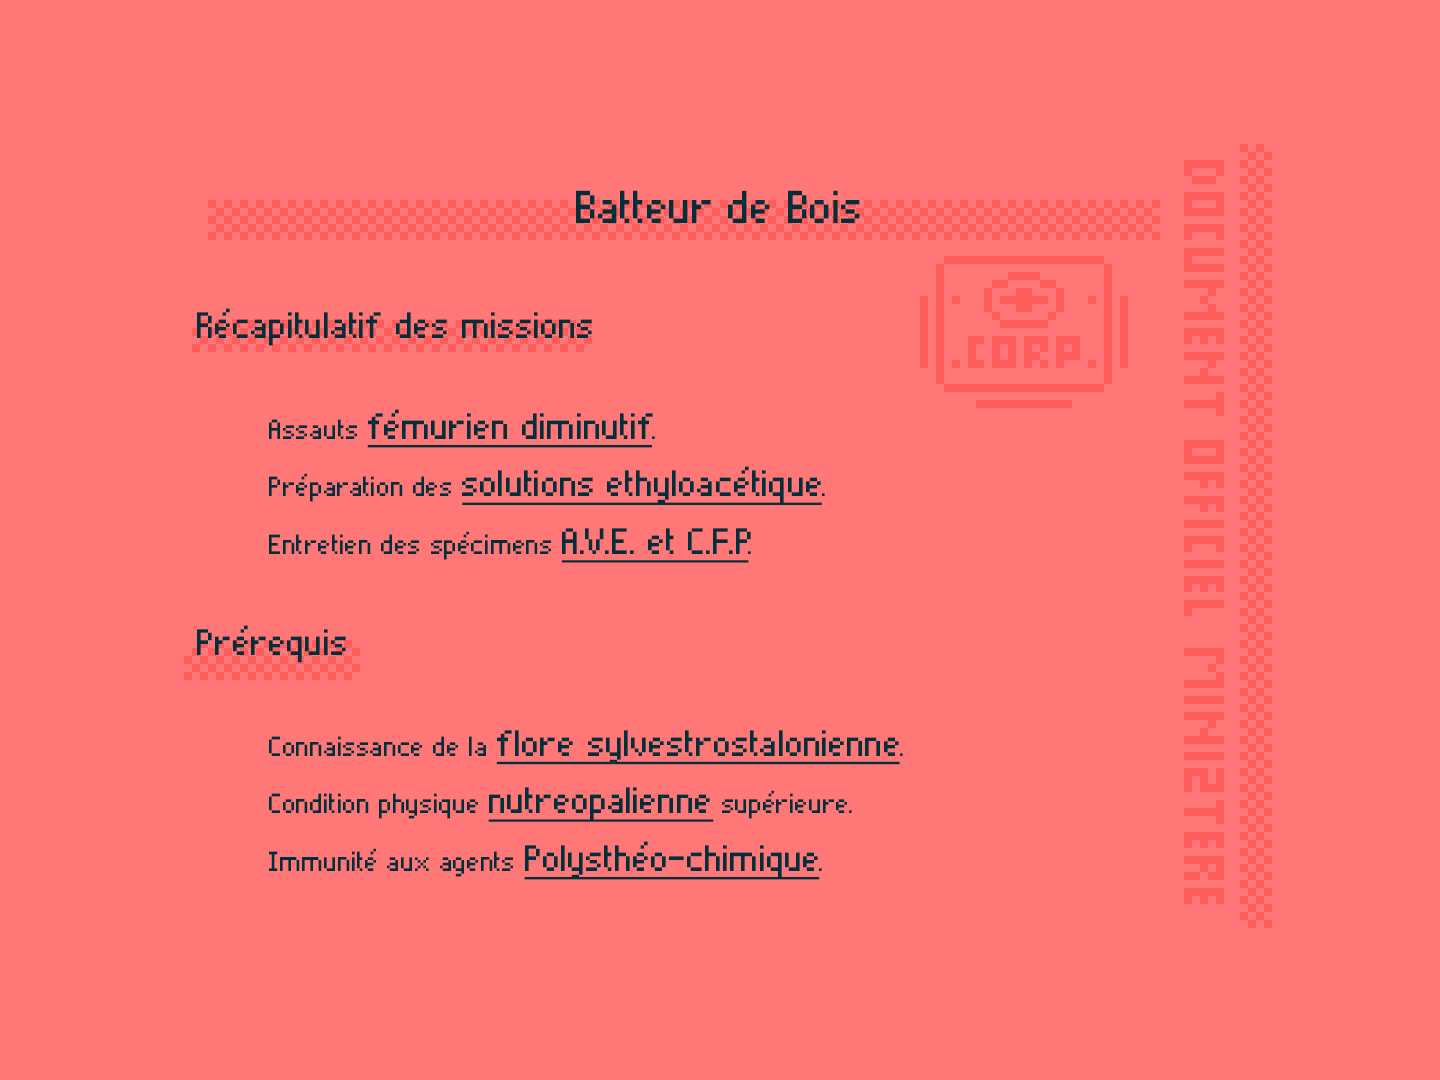 Batteur de Bois
Récapitulatif des missions
.CORP.
Assauts fémurien diminutif.
Préparation des solutions ethyloacétique.
Entretien des spécimens A.V.E. et C.F.P.
Prérequis
Connaissance de la flore sylvestrostalonienne.
Condition physique nutreopalienne supérieure.
Immunité aux agents Polysthéo-chimique.
DOCUMENT OFFICIEL MINISTERE